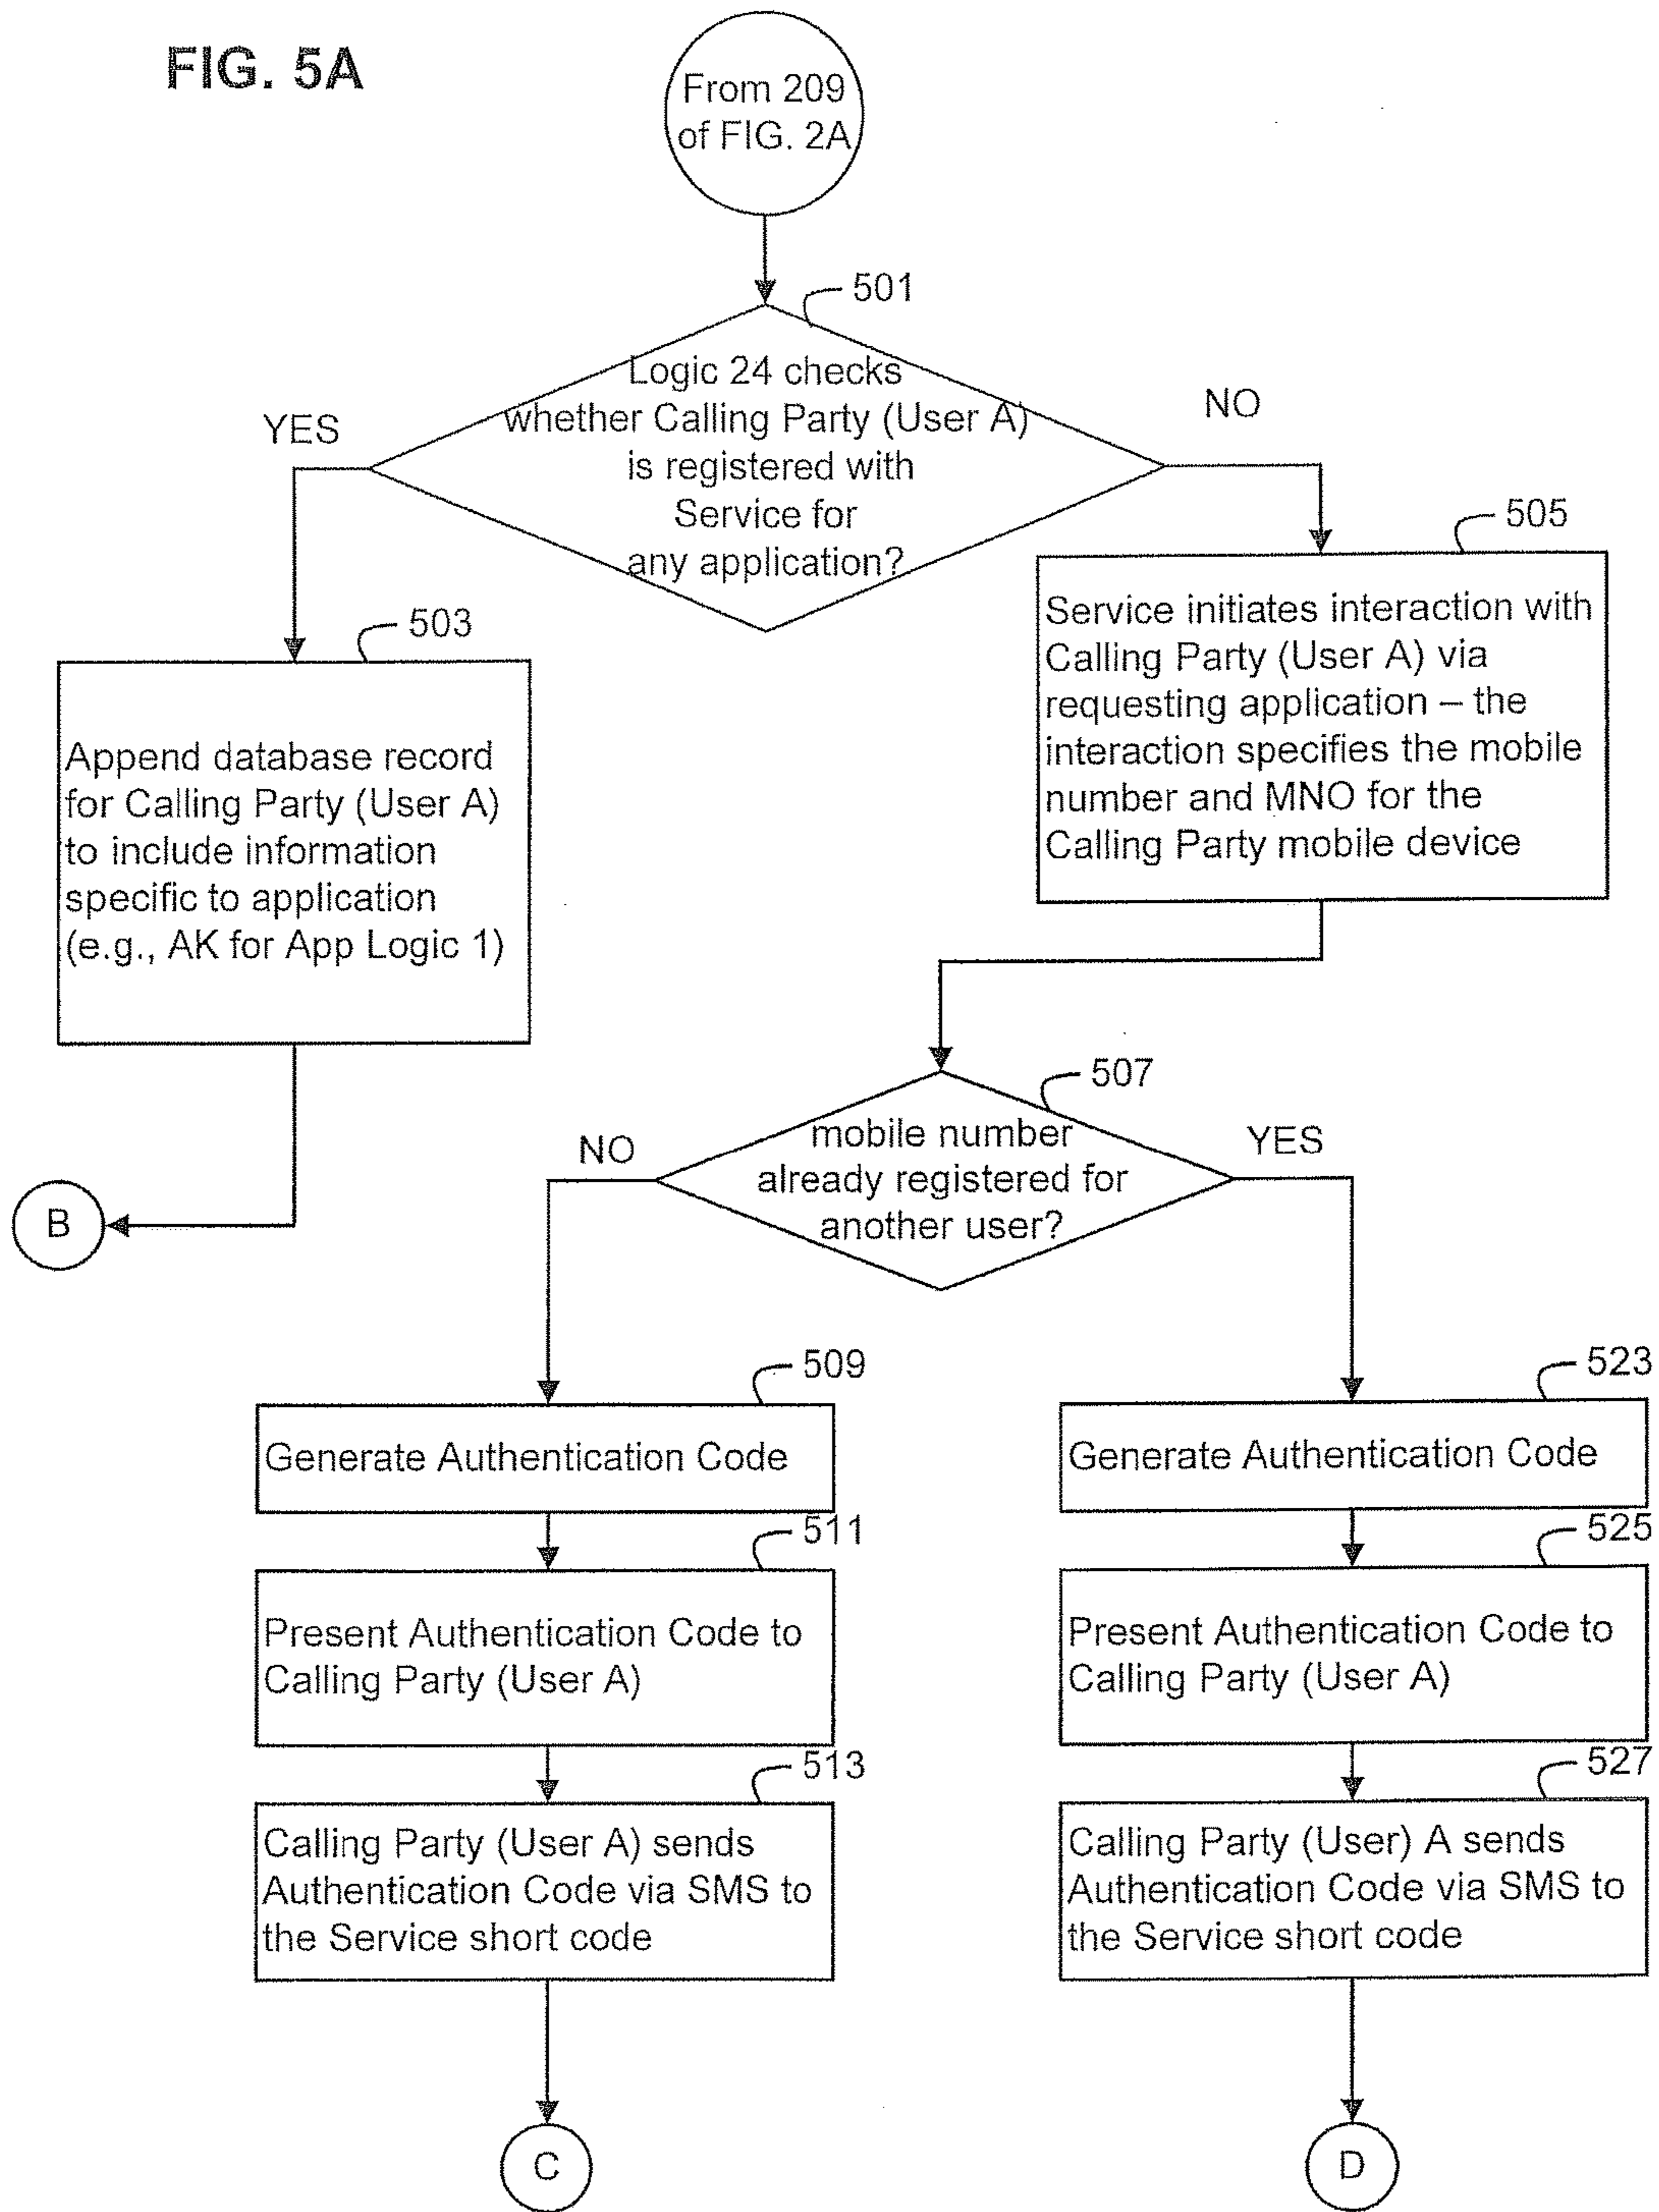 FIG. 5A
From 209
of FIG. 2A
501
Logic 24 checks
whether Calling Party (User A)
is registered with
Service for
any application?
YES
NO
503
Append database record
for Calling Party (User A)
to include information
specific to application
(e.g., AK for App Logic 1)
B
505
Service initiates interaction with
Calling Party (User A) via
requesting application – the
interaction specifies the mobile
number and MNO for the
Calling Party mobile device
507
mobile number
already registered for
another user?
NO
YES
509
Generate Authentication Code
511
Present Authentication Code to
Calling Party (User A)
513
Calling Party (User A) sends
Authentication Code via SMS to
the Service short code
C
523
Generate Authentication Code
525
Present Authentication Code to
Calling Party (User A)
527
Calling Party (User) A sends
Authentication Code via SMS to
the Service short code
D